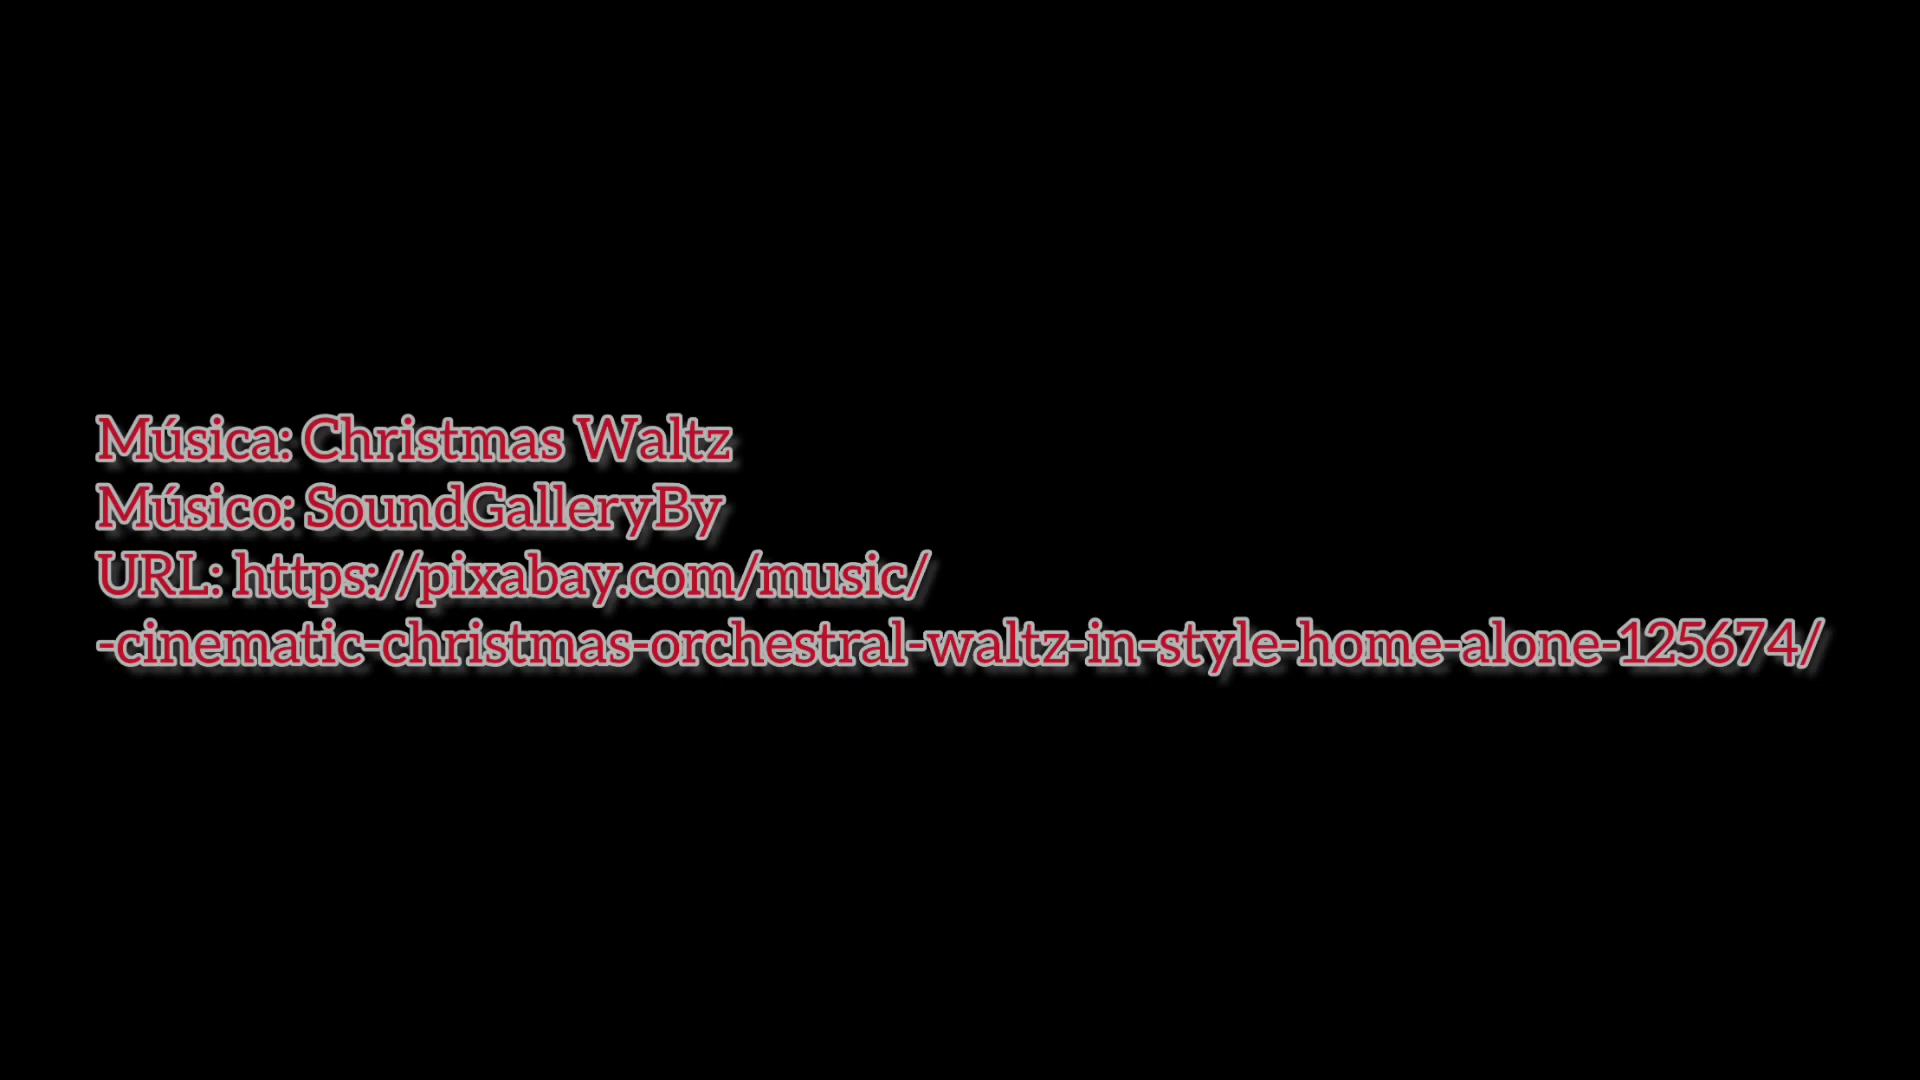 Música: Christmas Waltz
Músico: SoundGalleryBy
URL: https://pixabay.com/music/
-cinematic-christmas-orchestral-waltz-in-style-home-alone-125674/